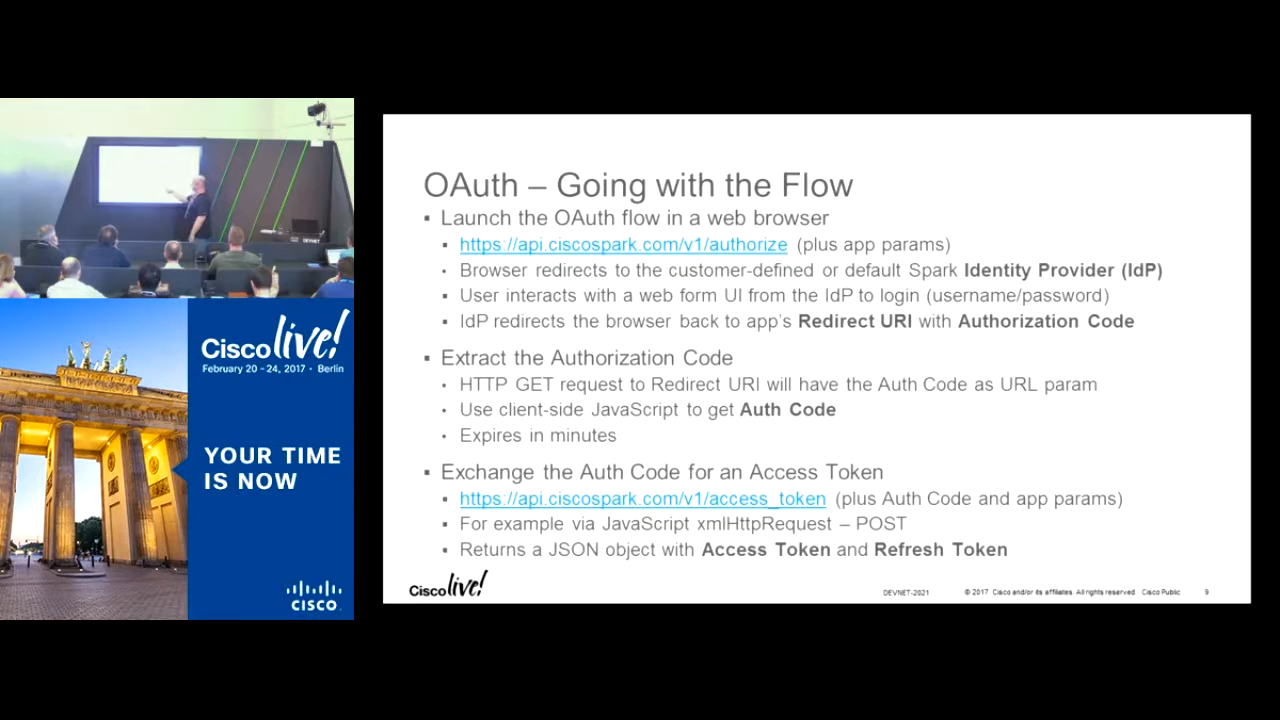 DEVNET
Cisco live!
February 20 - 24, 2017 • Berlin
YOUR TIME
IS NOW
CISCO
OAuth – Going with the Flow
▪ Launch the OAuth flow in a web browser
▪ https://api.ciscospark.com/v1/authorize (plus app params)
• Browser redirects to the customer-defined or default Spark Identity Provider (IdP)
▪ User interacts with a web form UI from the IdP to login (username/password)
▪ IdP redirects the browser back to app's Redirect URI with Authorization Code
▪ Extract the Authorization Code
• HTTP GET request to Redirect URI will have the Auth Code as URL param
• Use client-side JavaScript to get Auth Code
• Expires in minutes
▪ Exchange the Auth Code for an Access Token
▪ https://api.ciscospark.com/v1/access_token (plus Auth Code and app params)
▪ For example via JavaScript xmlHttpRequest – POST
▪ Returns a JSON object with Access Token and Refresh Token
Cisco live!
DEVNET-2021 © 2017 Cisco and/or its affiliates. All rights reserved. Cisco Public 9